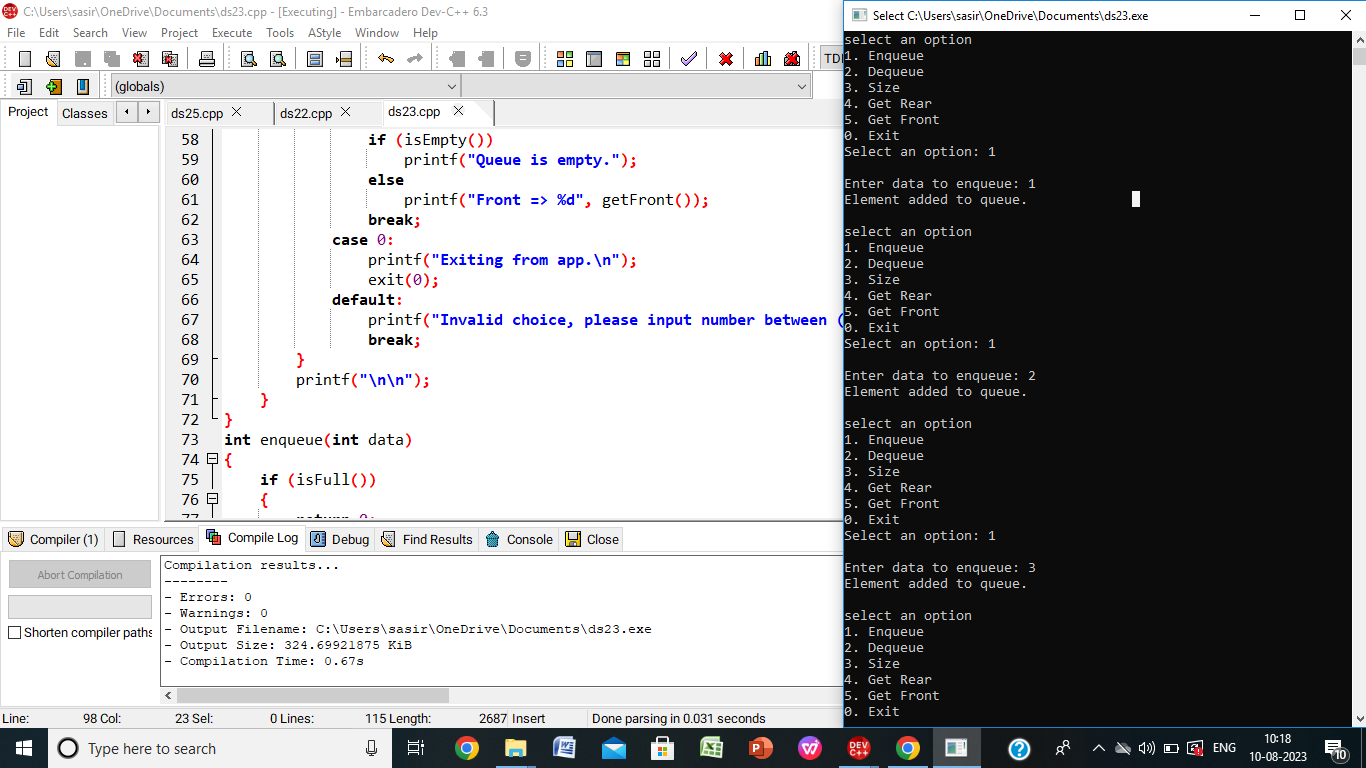 C:\Users\sasir\OneDrive\Documents\ds23.cpp - [Executing] - Embarcadero Dev-C++ 6.3
File Edit Search View Project Execute Tools AStyle Window Help
(globals)
Project Classes
ds25.cpp ds22.cpp ds23.cpp
58 if (isEmpty())
59 printf("Queue is empty.");
60 else
61 printf("Front => %d", getFront());
62 break;
63 case 0:
64 printf("Exiting from app.\n");
65 exit(0);
66 default:
67 printf("Invalid choice, please input number between (
68 break;
69 }
70 printf("\n\n");
71 }
72 }
73 int enqueue(int data)
74 {
75 if (isFull())
76 {
Compiler (1) Resources Compile Log Debug Find Results Console Close
Abort Compilation
Shorten compiler paths
Compilation results...
--------
- Errors: 0
- Warnings: 0
- Output Filename: C:\Users\sasir\OneDrive\Documents\ds23.exe
- Output Size: 324.69921875 KiB
- Compilation Time: 0.67s
Line: 98 Col: 23 Sel: 0 Lines: 115 Length: 2687 Insert Done parsing in 0.031 seconds
Select C:\Users\sasir\OneDrive\Documents\ds23.exe
select an option
1. Enqueue
2. Dequeue
3. Size
4. Get Rear
5. Get Front
0. Exit
Select an option: 1
Enter data to enqueue: 1
Element added to queue.
select an option
1. Enqueue
2. Dequeue
3. Size
4. Get Rear
5. Get Front
0. Exit
Select an option: 1
Enter data to enqueue: 2
Element added to queue.
select an option
1. Enqueue
2. Dequeue
3. Size
4. Get Rear
5. Get Front
0. Exit
Select an option: 1
Enter data to enqueue: 3
Element added to queue.
select an option
1. Enqueue
2. Dequeue
3. Size
4. Get Rear
5. Get Front
0. Exit
Type here to search
ENG
10:18
10-08-2023
10